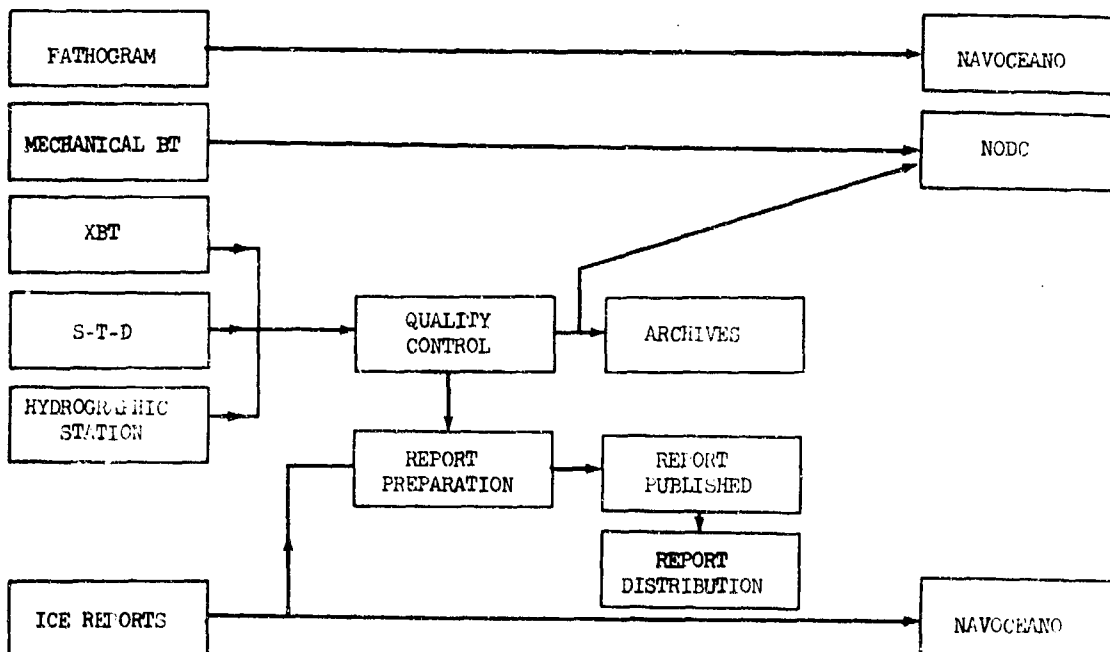 FATHOGRAM
NAVOCEANO
MECHANICAL BT
NODC
XBT
S-T-D
QUALITY
CONTROL
ARCHIVES
HYDROGRAPHIC
STATION
REPORT
PREPARATION
REPORT
PUBLISHED
REPORT
DISTRIBUTION
ICE REPORTS
NAVOCEANO